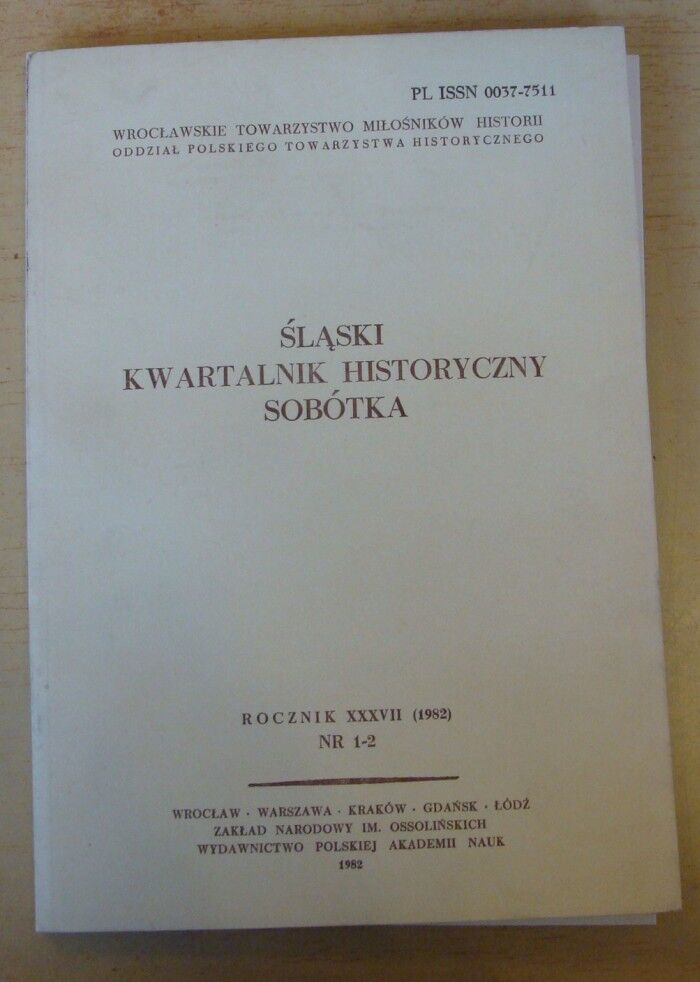 PL ISSN 0037-7511
WROCŁAWSKIE TOWARZYSTWO MIŁOŚNIKÓW HISTORII
ODDZIAŁ POLSKIEGO TOWARZYSTWA HISTORYCZNEGO
ŚLĄSKI
KWARTALNIK HISTORYCZNY
SOBÓTKA
ROCZNIK XXXVII (1982)
NR 1-2
WROCŁAW · WARSZAWA · KRAKÓW · GDAŃSK · ŁÓDŹ
ZAKŁAD NARODOWY IM. OSSOLIŃSKICH
WYDAWNICTWO POLSKIEJ AKADEMII NAUK
1982